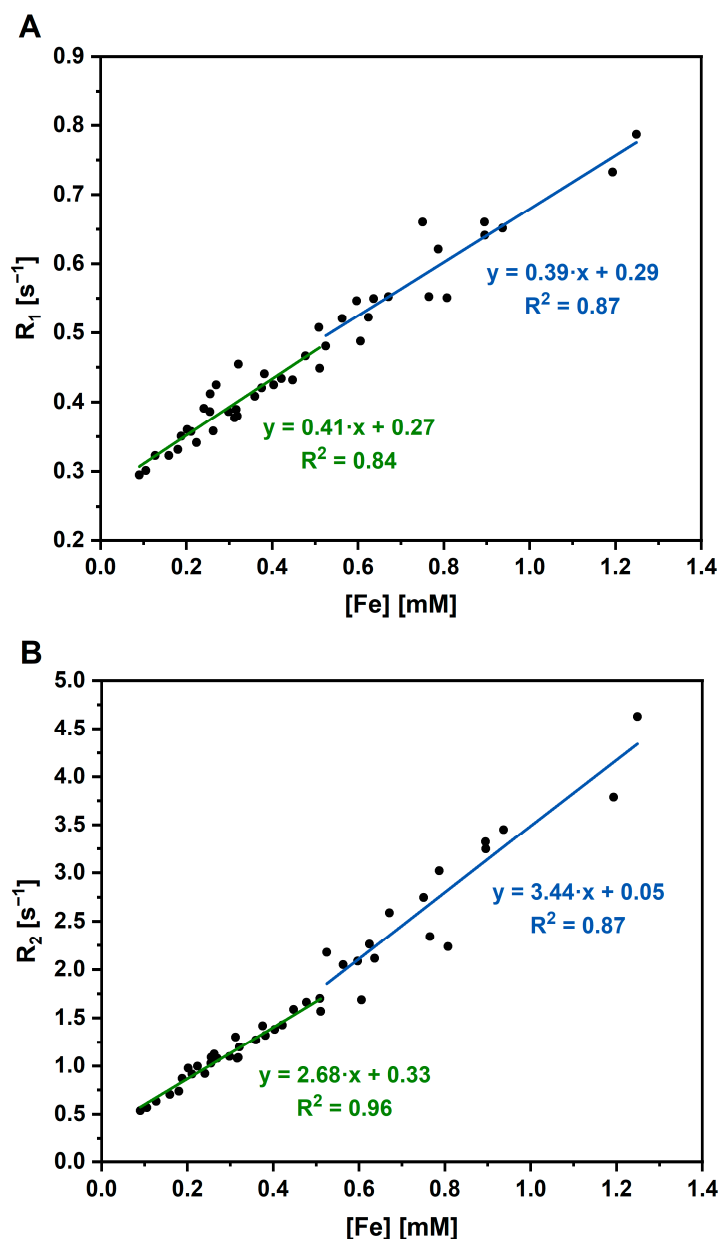 A
0.9
0.8
0.7
0.6
0.5
0.4
0.3
0.2
R₁ [s⁻¹]
y = 0.39·x + 0.29
R² = 0.87
y = 0.41·x + 0.27
R² = 0.84
0.0 0.2 0.4 0.6 0.8 1.0 1.2 1.4
[Fe] [mM]
B
5.0
4.5
4.0
3.5
3.0
2.5
2.0
1.5
1.0
0.5
0.0
R₂ [s⁻¹]
y = 3.44·x + 0.05
R² = 0.87
y = 2.68·x + 0.33
R² = 0.96
0.0 0.2 0.4 0.6 0.8 1.0 1.2 1.4
[Fe] [mM]